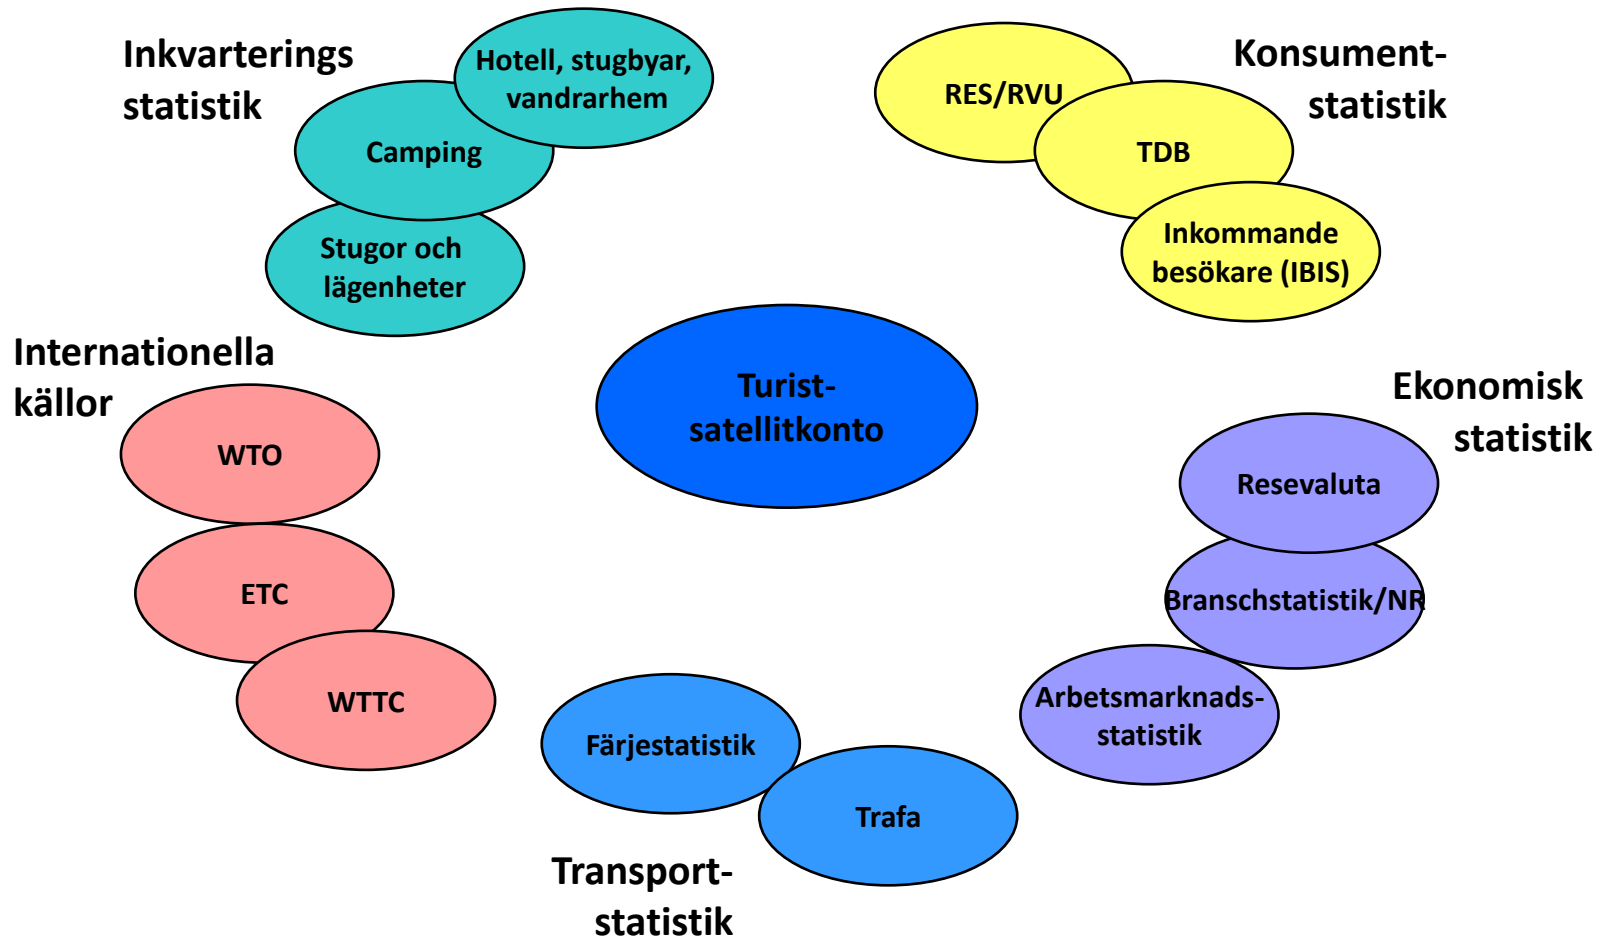 Inkvarterings
statistik
Hotell, stugbyar,
vandrarhem
Camping
Stugor och
lägenheter
Konsument-
statistik
RES/RVU
TDB
Inkommande
besökare (IBIS)
Internationella
källor
WTO
ETC
WTTC
Turist-
satellitkonto
Ekonomisk
statistik
Resevaluta
Branschstatistik/NR
Arbetsmarknads-
statistik
Färjestatistik
Trafa
Transport-
statistik